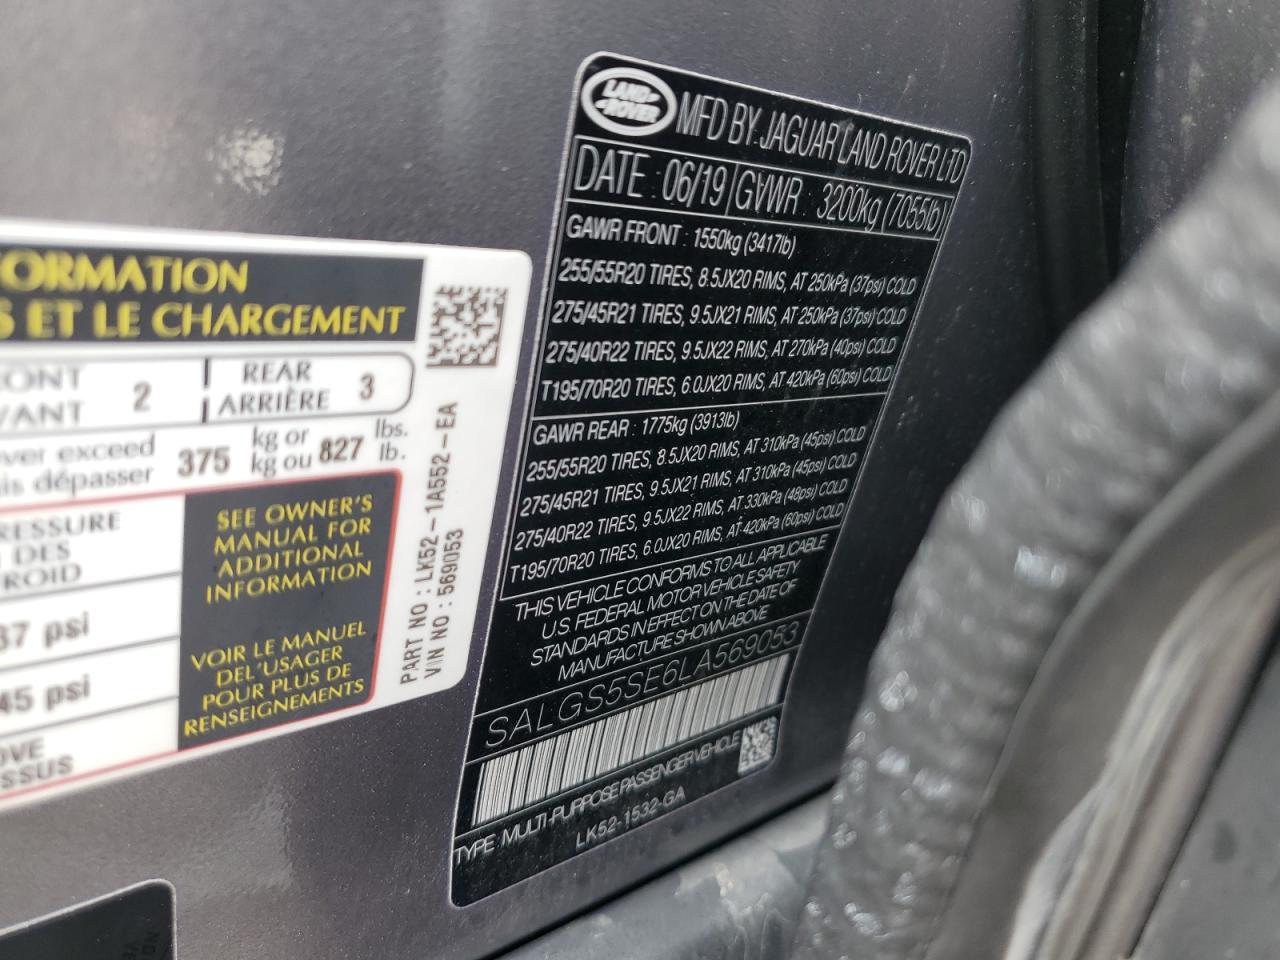 ORMATION
S ET LE CHARGEMENT
2
REAR
ARRIÈRE 3
ver exceed
dépasser
375 kg or
kg ou 827 lbs.
lb.
RESSURE
DES
ROID
37 psi
45 psi
OVE
SSUS
SEE OWNER'S
MANUAL FOR
ADDITIONAL
INFORMATION
VOIR LE MANUEL
DEL'USAGER
POUR PLUS DE
RENSEIGNEMENTS
PART NO : LK52-1A552-EA
VIN NO : 569053
LAND
ROVER
MFD BY JAGUAR LAND ROVER LTD
DATE : 06/19 GVWR : 3200kg (7055lb)
GAWR FRONT : 1550kg (3417lb)
255/55R20 TIRES, 8.5JX20 RIMS, AT 250kPa (37psi) COLD
275/45R21 TIRES, 9.5JX21 RIMS, AT 250kPa (37psi) COLD
275/40R22 TIRES, 9.5JX22 RIMS, AT 270kPa (40psi) COLD
T195/70R20 TIRES, 6.0JX20 RIMS, AT 420kPa (60psi) COLD
GAWR REAR : 1775kg (3913lb)
255/55R20 TIRES, 8.5JX20 RIMS, AT 310kPa (45psi) COLD
275/45R21 TIRES, 9.5JX21 RIMS, AT 310kPa (45psi) COLD
275/40R22 TIRES, 9.5JX22 RIMS, AT 330kPa (48psi) COLD
T195/70R20 TIRES, 6.0JX20 RIMS, AT 420kPa (60psi) COLD
THIS VEHICLE CONFORMS TO ALL APPLICABLE
U.S. FEDERAL MOTOR VEHICLE SAFETY
STANDARDS IN EFFECT ON THE DATE OF
MANUFACTURE SHOWN ABOVE
SALGS5SE6LA569053
TYPE : MULTI-PURPOSE PASSENGER VEHICLE
LK52-1532-GA